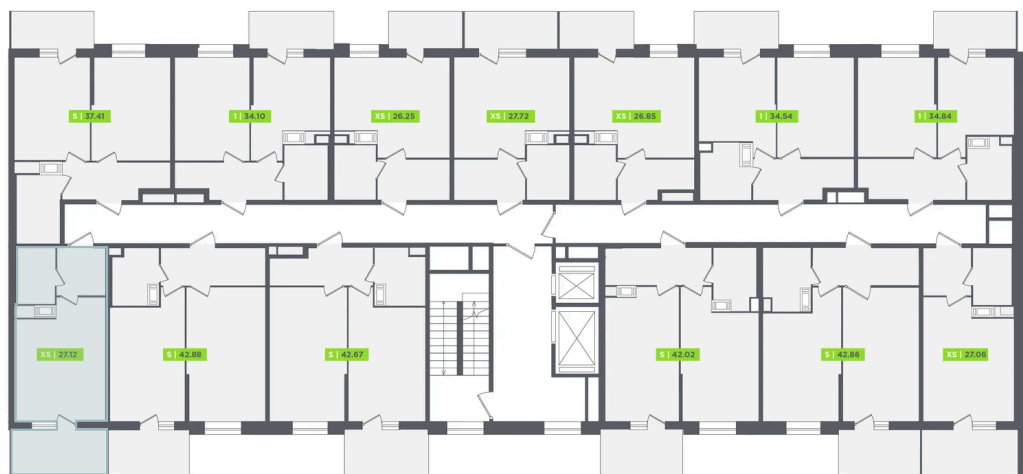 S | 37.41
1 | 34.10
XS | 26.25
XS | 27.72
XS | 26.85
1 | 34.54
1 | 34.84
XS | 27.12
S | 42.88
S | 42.67
S | 42.02
S | 42.86
XS | 27.06